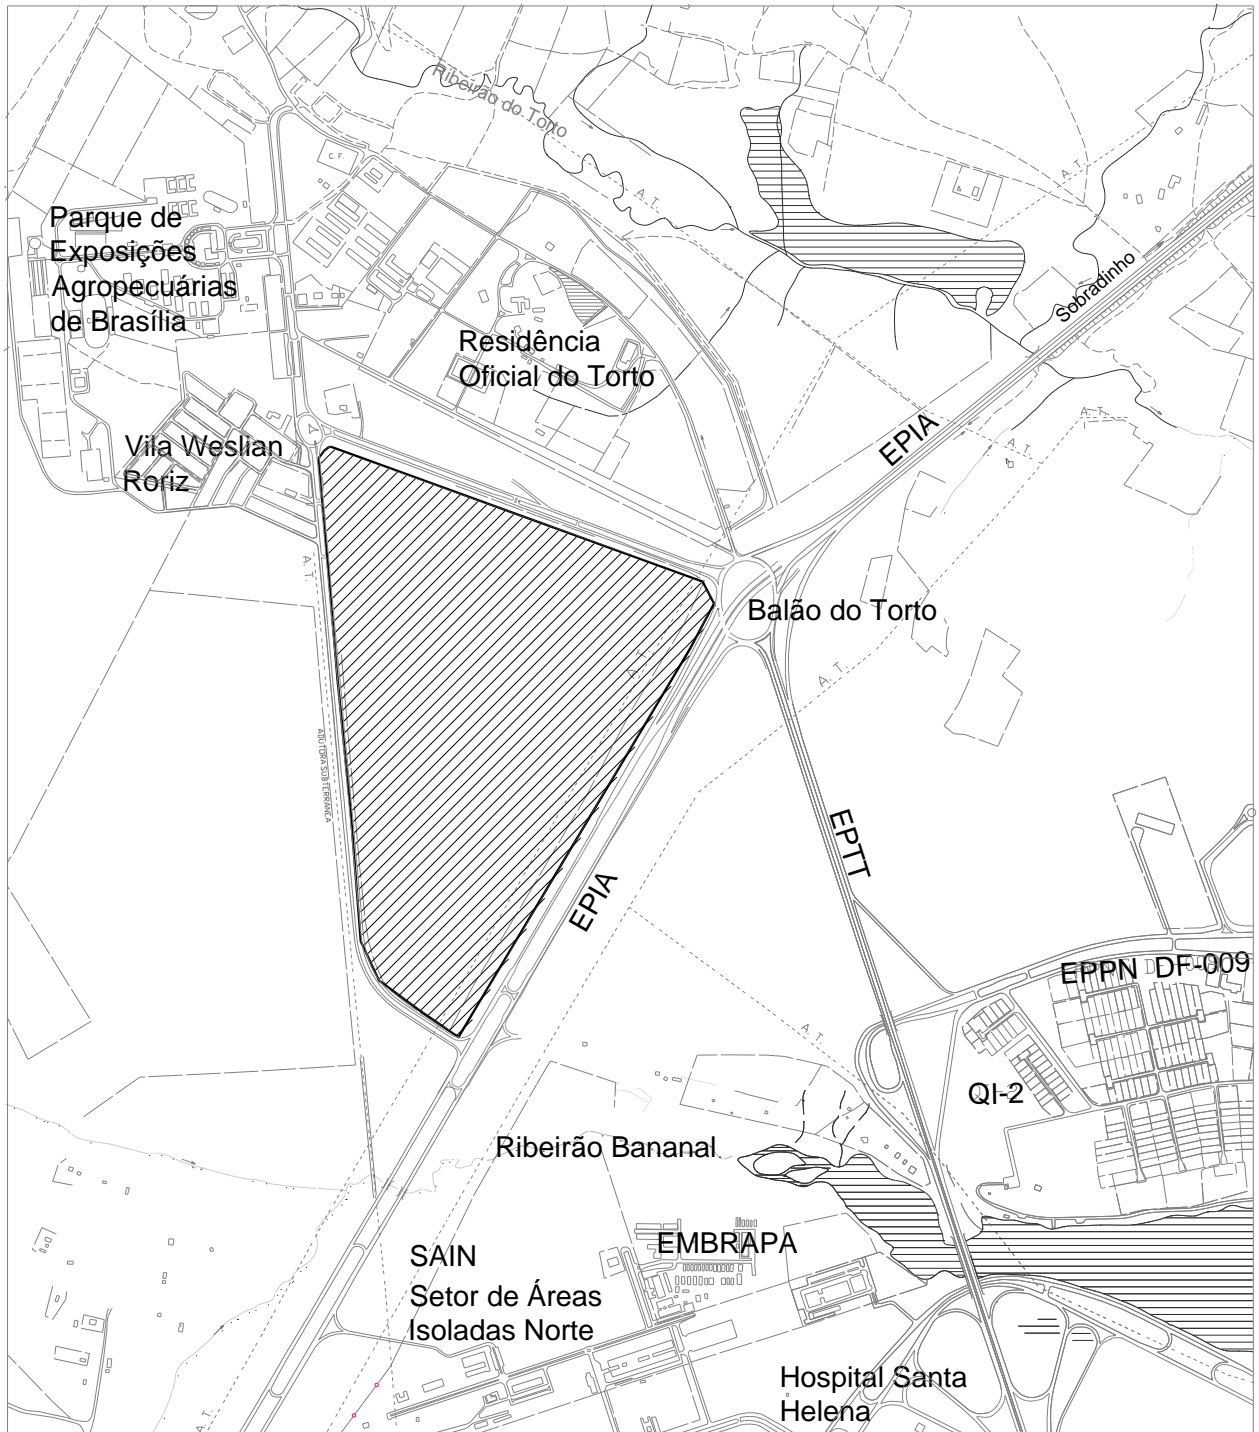 Ribeirão do Torto
C. F.
A. T.
A. T.
Parque de
Exposições
Agropecuárias
de Brasília
Sobradinho
Residência
Oficial do Torto
A. T.
EPIA
A. T.
Vila Weslian
Roriz
A. T.
Balão do Torto
A. T.
A. T.
ADUTORA SUBTERRANEA
EPTT
EPIA
EPPN DF-009
A. T.
QI-2
Ribeirão Bananal
EMBRAPA
SAIN
Setor de Áreas
Isoladas Norte
Hospital Santa
Helena
A. T.